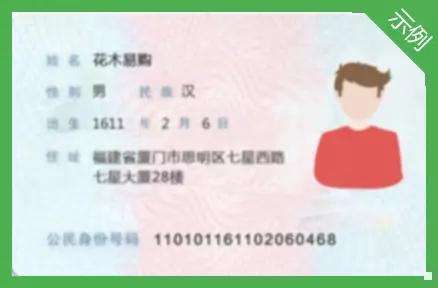 示例
姓名 花木易购
性别 男 民族 汉
出生 1611 年 2 月 6 日
住址 福建省厦门市思明区七星西路
七星大厦28楼
公民身份号码 110101161102060468